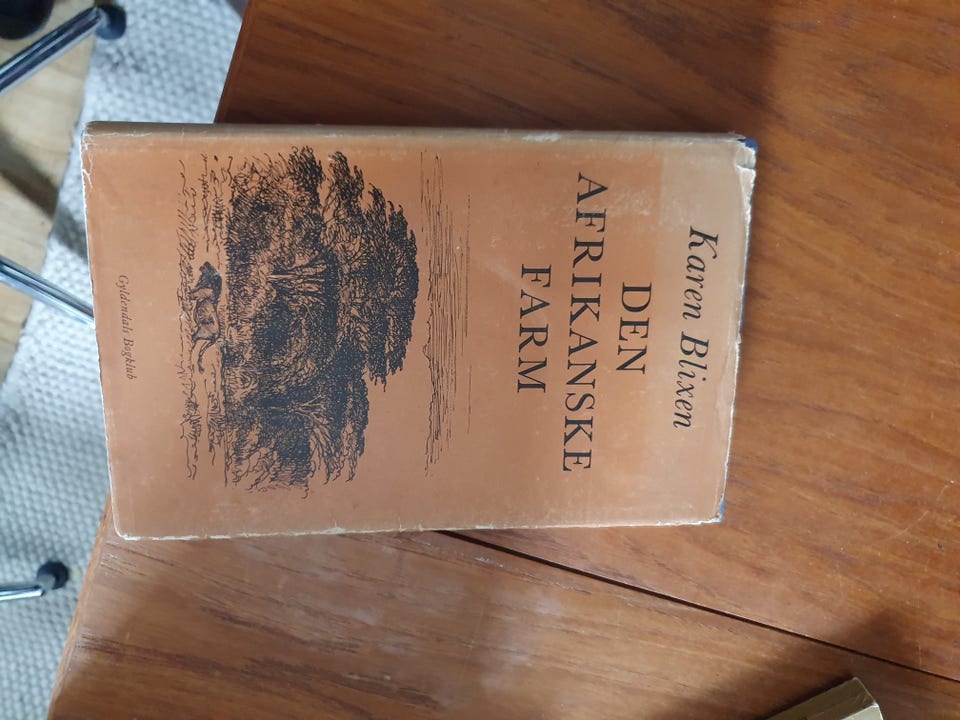 Karen Blixen
DEN
AFRIKANSKE
FARM
Gyldendals Bogklub